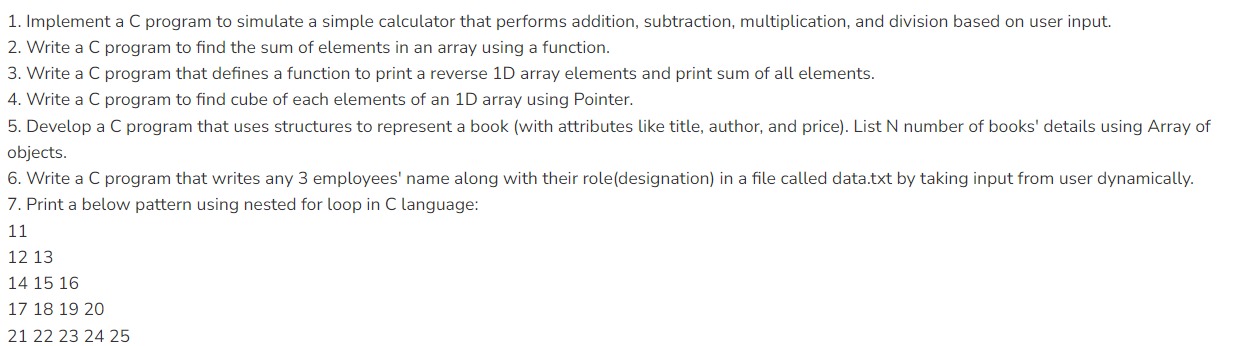 1. Implement a C program to simulate a simple calculator that performs addition, subtraction, multiplication, and division based on user input.
2. Write a C program to find the sum of elements in an array using a function.
3. Write a C program that defines a function to print a reverse 1D array elements and print sum of all elements.
4. Write a C program to find cube of each elements of an 1D array using Pointer.
5. Develop a C program that uses structures to represent a book (with attributes like title, author, and price). List N number of books' details using Array of
objects.
6. Write a C program that writes any 3 employees' name along with their role(designation) in a file called data.txt by taking input from user dynamically.
7. Print a below pattern using nested for loop in C language:
11
12 13
14 15 16
17 18 19 20
21 22 23 24 25